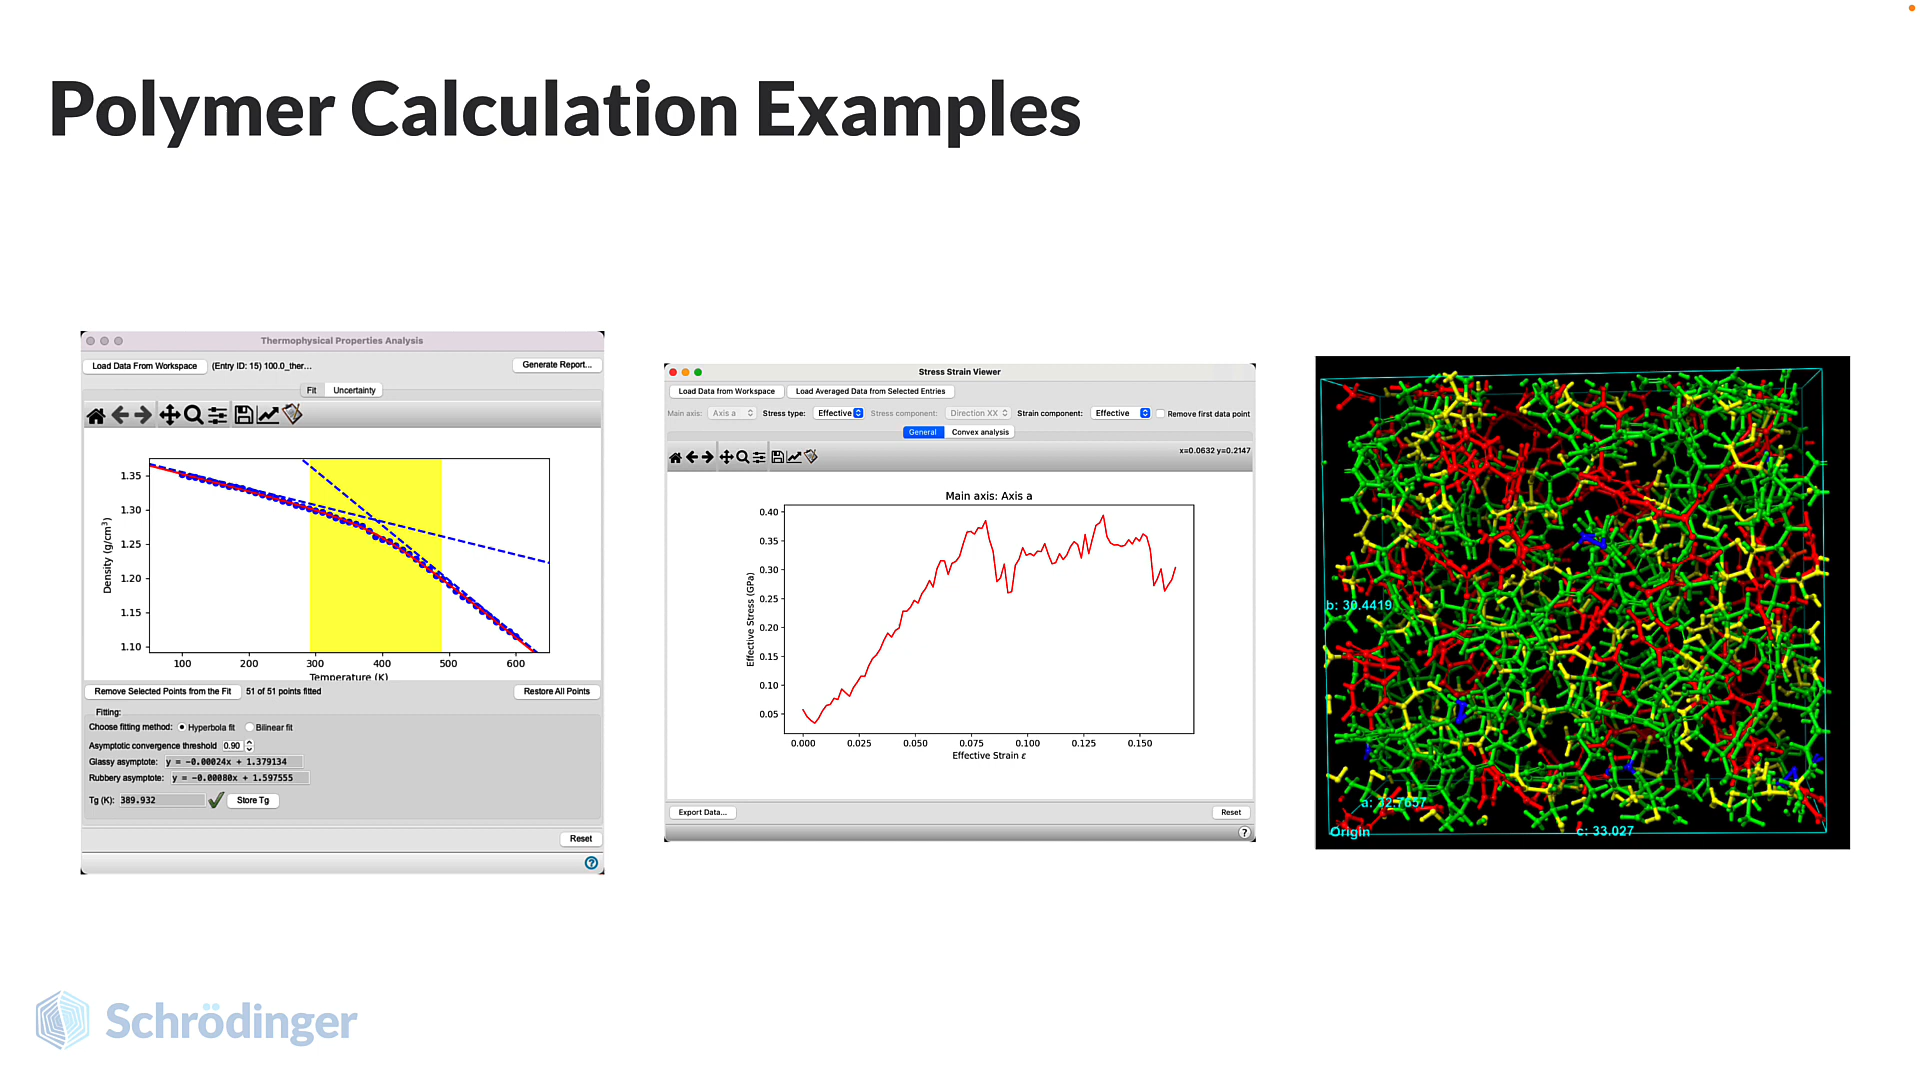 Polymer Calculation Examples
Thermophysical Properties Analysis
Load Data From Workspace (Entry ID: 15) 100.0_ther... Generate Report...
Fit Uncertainty
1.35
1.30
1.25
1.20
1.15
1.10
Density (g/cm³)
100 200 300 400 500 600
Temperature (K)
Remove Selected Points from the Fit 51 of 51 points fitted Restore All Points
Fitting:
Choose fitting method: Hyperbola fit Bilinear fit
Asymptotic convergence threshold 0.90
Glassy asymptote: y = -0.00024x + 1.379134
Rubbery asymptote: y = -0.00080x + 1.597555
Tg (K): 389.932 Store Tg
Reset
?
Stress Strain Viewer
Load Data from Workspace Load Averaged Data from Selected Entries
Main axis: Axis a Stress type: Effective Stress component: Direction XX Strain component: Effective Remove first data point
General Convex analysis
x=0.0632 y=0.2147
Main axis: Axis a
0.40
0.35
0.30
0.25
0.20
0.15
0.10
0.05
Effective Stress (GPa)
0.000 0.025 0.050 0.075 0.100 0.125 0.150
Effective Strain ε
Export Data... Reset
?
b: 30.4419
a: 32.7657
Origin c: 33.027
Schrödinger